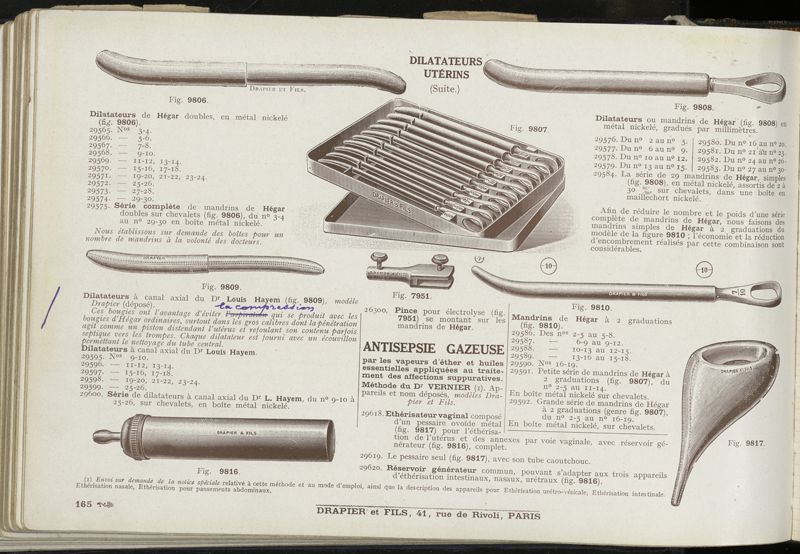 DILATATEURS
UTÉRINS
(Suite.)
DRAPIER ET FILS.
Fig. 9806.
Dilatateurs de Hégar doubles, en métal nickelé
(fig. 9806).
29565. Nos 3-4.
29566. — 5-6.
29567. — 7-8.
29568. — 9-10.
29569. — 11-12, 13-14.
29570. — 15-16, 17-18.
29571. — 19-20, 21-22, 23-24.
29572. — 25-26.
29573. — 27-28.
29574. — 29-30.
29575. Série complète de mandrins de Hégar
doubles sur chevalets (fig. 9806), du nº 3-4
au nº 29-30 en boîte métal nickelé.
Nous établissons sur demande des boîtes pour un
nombre de mandrins à la volonté des docteurs.
Fig. 9807
DRAPIER & FILS
Fig. 9808.
Dilatateurs ou mandrins de Hégar (fig. 9808) en
métal nickelé, gradués par millimètres.
29576. Du nº 2 au nº 5.
29577. Du nº 6 au nº 9.
29578. Du nº 10 au nº 12.
29579. Du nº 13 au nº 15.
29580. Du nº 16 au nº 20.
29581. Du nº 21 au nº 23.
29582. Du nº 24 au nº 26.
29583. Du nº 27 au nº 30
29584. La série de 29 mandrins de Hégar, simples
(fig. 9808), en métal nickelé, assortis de 2 à
30 m/m sur chevalets, dans une boîte en
maillechort nickelé.
Afin de réduire le nombre et le poids d'une série
complète de mandrins de Hégar, nous faisons des
mandrins simples de Hégar à 2 graduations du
modèle de la figure 9810; l'économie et la réduction
d'encombrement réalisés par cette combinaison sont
considérables.
DRAPIER
Fig. 9809.
Dilatateurs à canal axial du Dr Louis Hayem (fig. 9809), modèle
Drapier (déposé).
la compression
Ces bougies ont l'avantage d'éviter l'aspiration qui se produit avec les
bougies d'Hégar ordinaires, surtout dans les gros calibres dont la pénétration
agit comme un piston distendant l'utérus et refoulant son contenu parfois
septique vers les trompes. Chaque dilatateur est fourni avec un écouvillon
permettant le nettoyage du tube central.
Dilatateurs à canal axial du Dr Louis Hayem.
29595. Nos 9-10.
29596. — 11-12, 13-14.
29597. — 15-16, 17-18.
29598. — 19-20, 21-22, 23-24.
29599. — 25-26.
29600. Série de dilatateurs à canal axial du Dr L. Hayem, du nº 9-10 à
25-26, sur chevalets, en boîte métal nickelé.
DRAPIER & FILS
Fig. 9816.
Fig. 7951.
26300. Pince pour électrolyse (fig.
7951) se montant sur les
mandrins de Hégar.
ANTISEPSIE GAZEUSE
par les vapeurs d'éther et huiles
essentielles appliquées au traite-
ment des affections suppuratives.
Méthode du Dr VERNIER (1). Ap-
pareils et nom déposés, modèles Dra-
pier et Fils.
29618. Ethérisateur vaginal composé
d'un pessaire ovoïde métal
(fig. 9817) pour l'éthérisa-
tion de l'utérus et des annexes par voie vaginale, avec réservoir gé-
nérateur (fig. 9816), complet.
29619. Le pessaire seul (fig. 9817), avec son tube caoutchouc.
29620. Réservoir générateur commun, pouvant s'adapter aux trois appareils
d'éthérisation intestinaux, nasaux, urétraux (fig. 9816).
10
DRAPIER & FILS
10
Fig. 9810.
Mandrins de Hégar à 2 graduations
(fig. 9810).
29586. Des nos 2-5 au 5-8.
29587. — 6-9 au 9-12.
29588. — 10-13 au 12-15.
29589. — 13-16 au 15-18.
29590. Nos 16-19.
29591. Petite série de mandrins de Hégar à
2 graduations (fig. 9807), du
nº 2-5 au 11-14.
En boîte métal nickelé sur chevalets.
29592. Grande série de mandrins de Hégar
à 2 graduations (genre fig. 9807),
du nº 2-5 au nº 16-19.
En boîte métal nickelé, sur chevalets.
DRAPIER & FILS
Fig. 9817.
(1) Envoi sur demande de la notice spéciale relative à cette méthode et au mode d'emploi, ainsi que la description des appareils pour Ethérisation urétro-vésicale, Ethérisation intestinale.
Ethérisation nasale, Ethérisation pour pansements abdominaux.
165
DRAPIER et FILS, 41, rue de Rivoli, PARIS